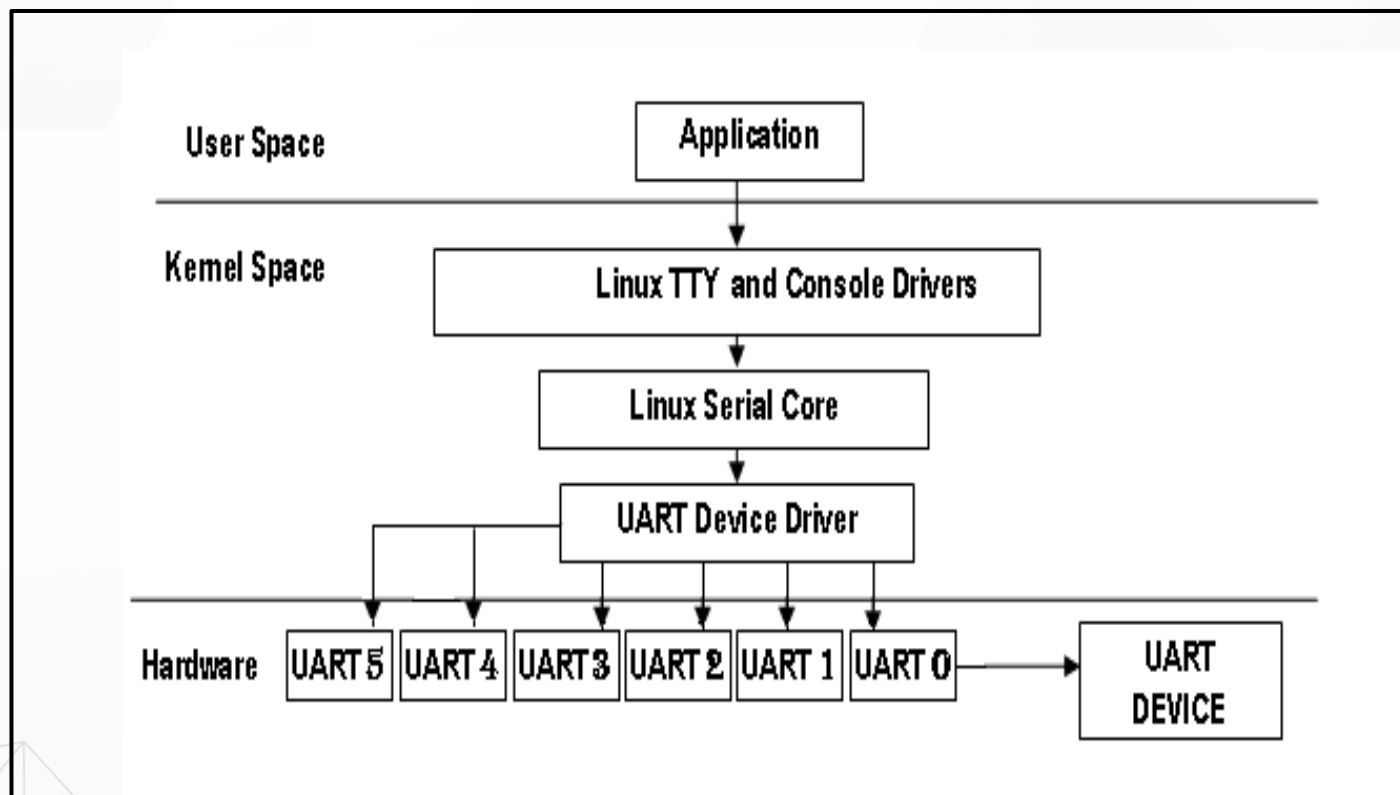 User Space
Application
Kernel Space
Linux TTY and Console Drivers
Linux Serial Core
UART Device Driver
Hardware
UART 5
UART 4
UART 3
UART 2
UART 1
UART 0
UART
DEVICE